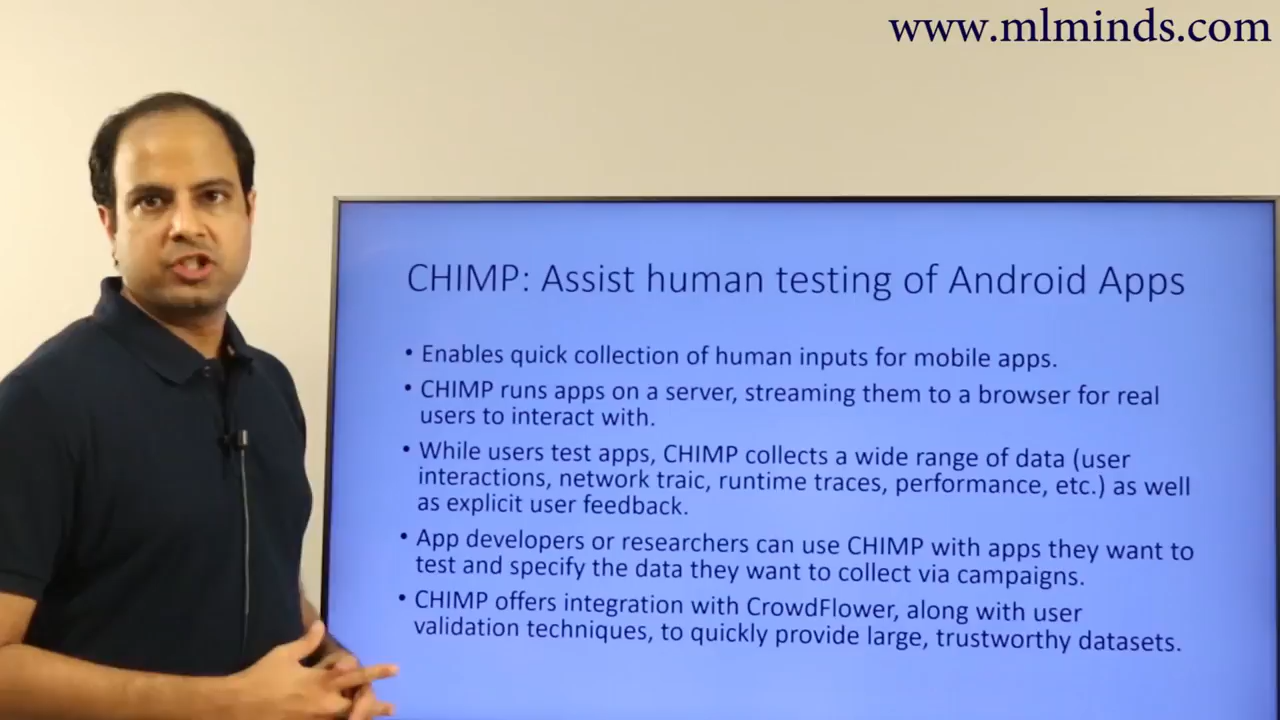 www.mlminds.com
CHIMP: Assist human testing of Android Apps
• Enables quick collection of human inputs for mobile apps.
• CHIMP runs apps on a server, streaming them to a browser for real
users to interact with.
• While users test apps, CHIMP collects a wide range of data (user
interactions, network traic, runtime traces, performance, etc.) as well
as explicit user feedback.
• App developers or researchers can use CHIMP with apps they want to
test and specify the data they want to collect via campaigns.
• CHIMP offers integration with CrowdFlower, along with user
validation techniques, to quickly provide large, trustworthy datasets.